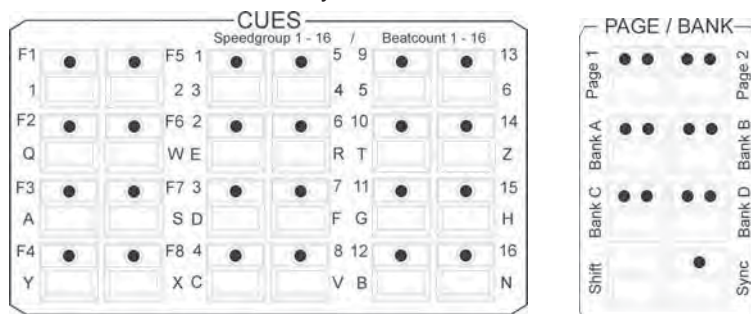 CUES
Speedgroup 1 - 16 / Beatcount 1 - 16
F1 F5 1 5 9 13
1 2 3 4 5 6
F2 F6 2 6 10 14
Q W E R T Z
F3 F7 3 7 11 15
A S D F G H
F4 F8 4 8 12 16
Y X C V B N
PAGE / BANK
Page 1 Page 2
Bank A Bank B
Bank C Bank D
Shift Sync